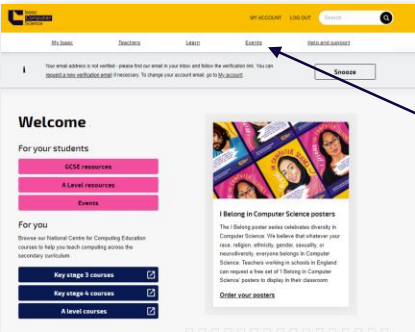 Isaac
Computer
Science
MY ACCOUNT LOG OUT Search
My Isaac Teachers Learn Events Help and support
i Your email address is not verified - please find our email in your inbox and follow the verification link. You can
request a new verification email if necessary. To change your account email, go to My account
Snooze
Welcome
For your students
GCSE resources
A Level resources
Events
For you
Browse our National Centre for Computing Education
courses to help you teach computing across the
secondary curriculum.
Key stage 3 courses
Key stage 4 courses
A level courses
I Belong in Computer Science posters
The I Belong poster series celebrates diversity in
Computer Science. We believe that whatever your
race, religion, ethnicity, gender, sexuality, or
neurodiversity, everyone belongs in Computer
Science. Teachers working in schools in England
can request a free set of 'I Belong in Computer
Science' posters to display in their classroom
Order your posters